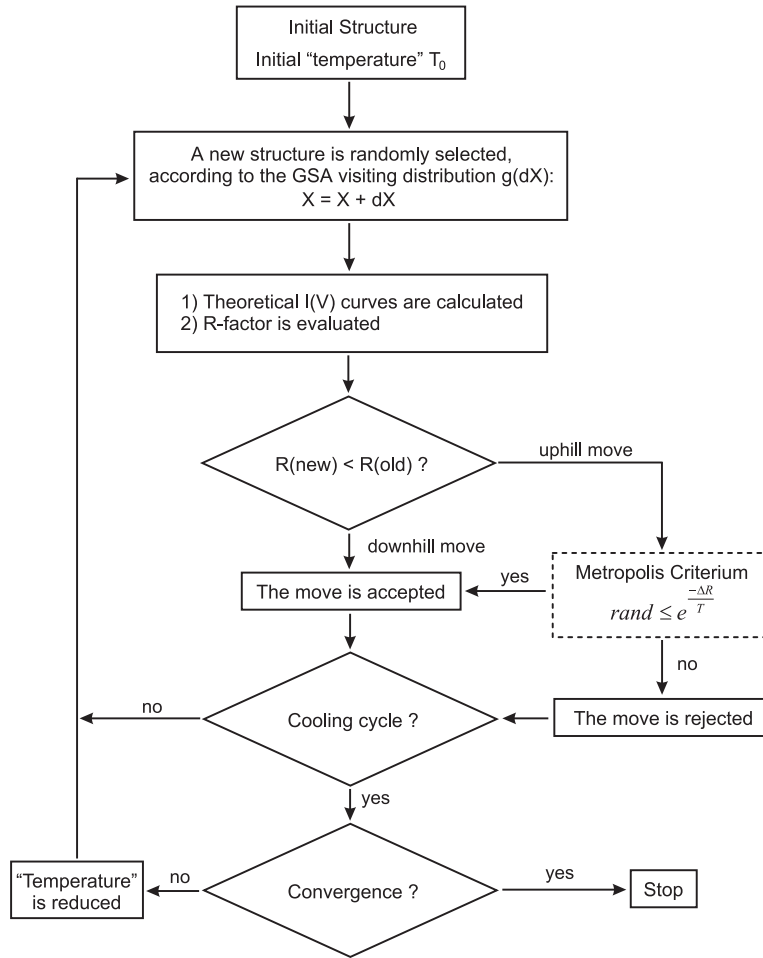 Initial Structure
Initial “temperature” T₀
A new structure is randomly selected,
according to the GSA visiting distribution g(dX):
X = X + dX
1) Theoretical I(V) curves are calculated
2) R-factor is evaluated
R(new) < R(old) ?
uphill move
downhill move
Metropolis Criterium
rand ≤ e^(-ΔR/T)
yes
The move is accepted
no
The move is rejected
Cooling cycle ?
no
yes
Convergence ?
no
“Temperature”
is reduced
yes
Stop